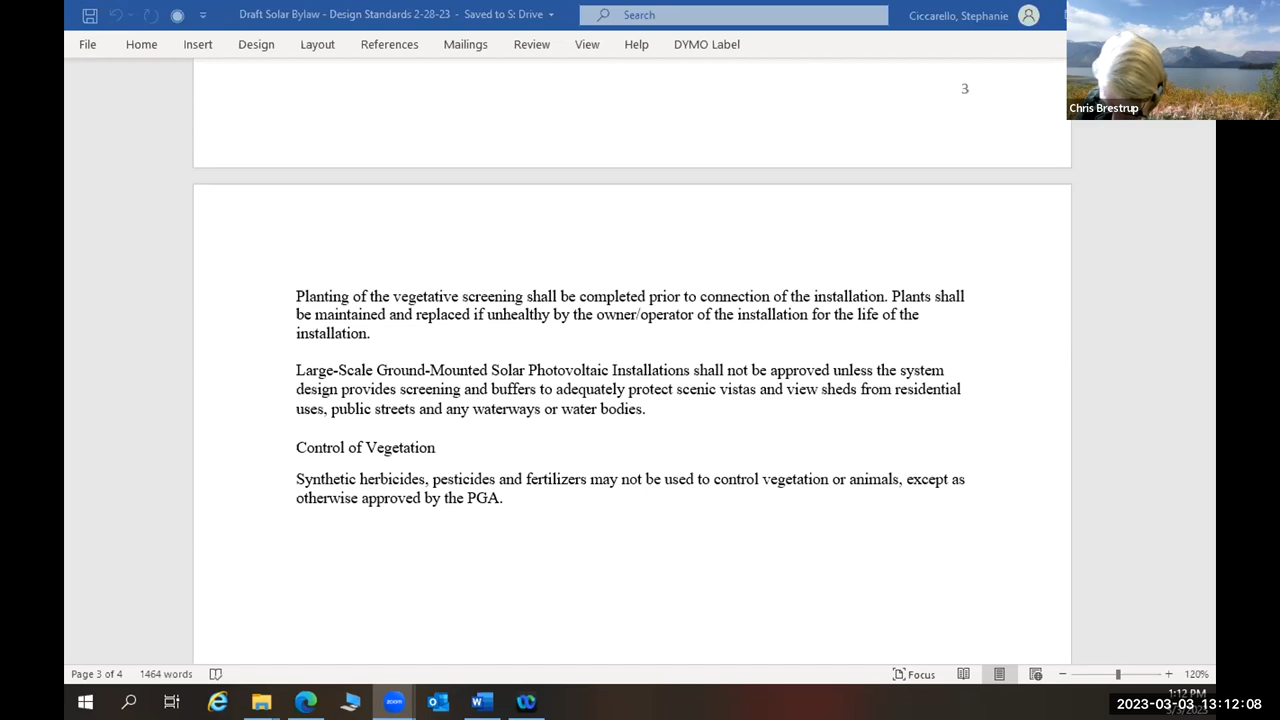 Draft Solar Bylaw - Design Standards 2-28-23 - Saved to S: Drive
Search
Ciccarello, Stephanie
File Home Insert Design Layout References Mailings Review View Help DYMO Label
Chris Brestrup
3
Planting of the vegetative screening shall be completed prior to connection of the installation. Plants shall
be maintained and replaced if unhealthy by the owner/operator of the installation for the life of the
installation.
Large-Scale Ground-Mounted Solar Photovoltaic Installations shall not be approved unless the system
design provides screening and buffers to adequately protect scenic vistas and view sheds from residential
uses, public streets and any waterways or water bodies.
Control of Vegetation
Synthetic herbicides, pesticides and fertilizers may not be used to control vegetation or animals, except as
otherwise approved by the PGA.
Page 3 of 4 1464 words Focus 120%
zoom
1:12 PM
2023-03-03 13:12:08